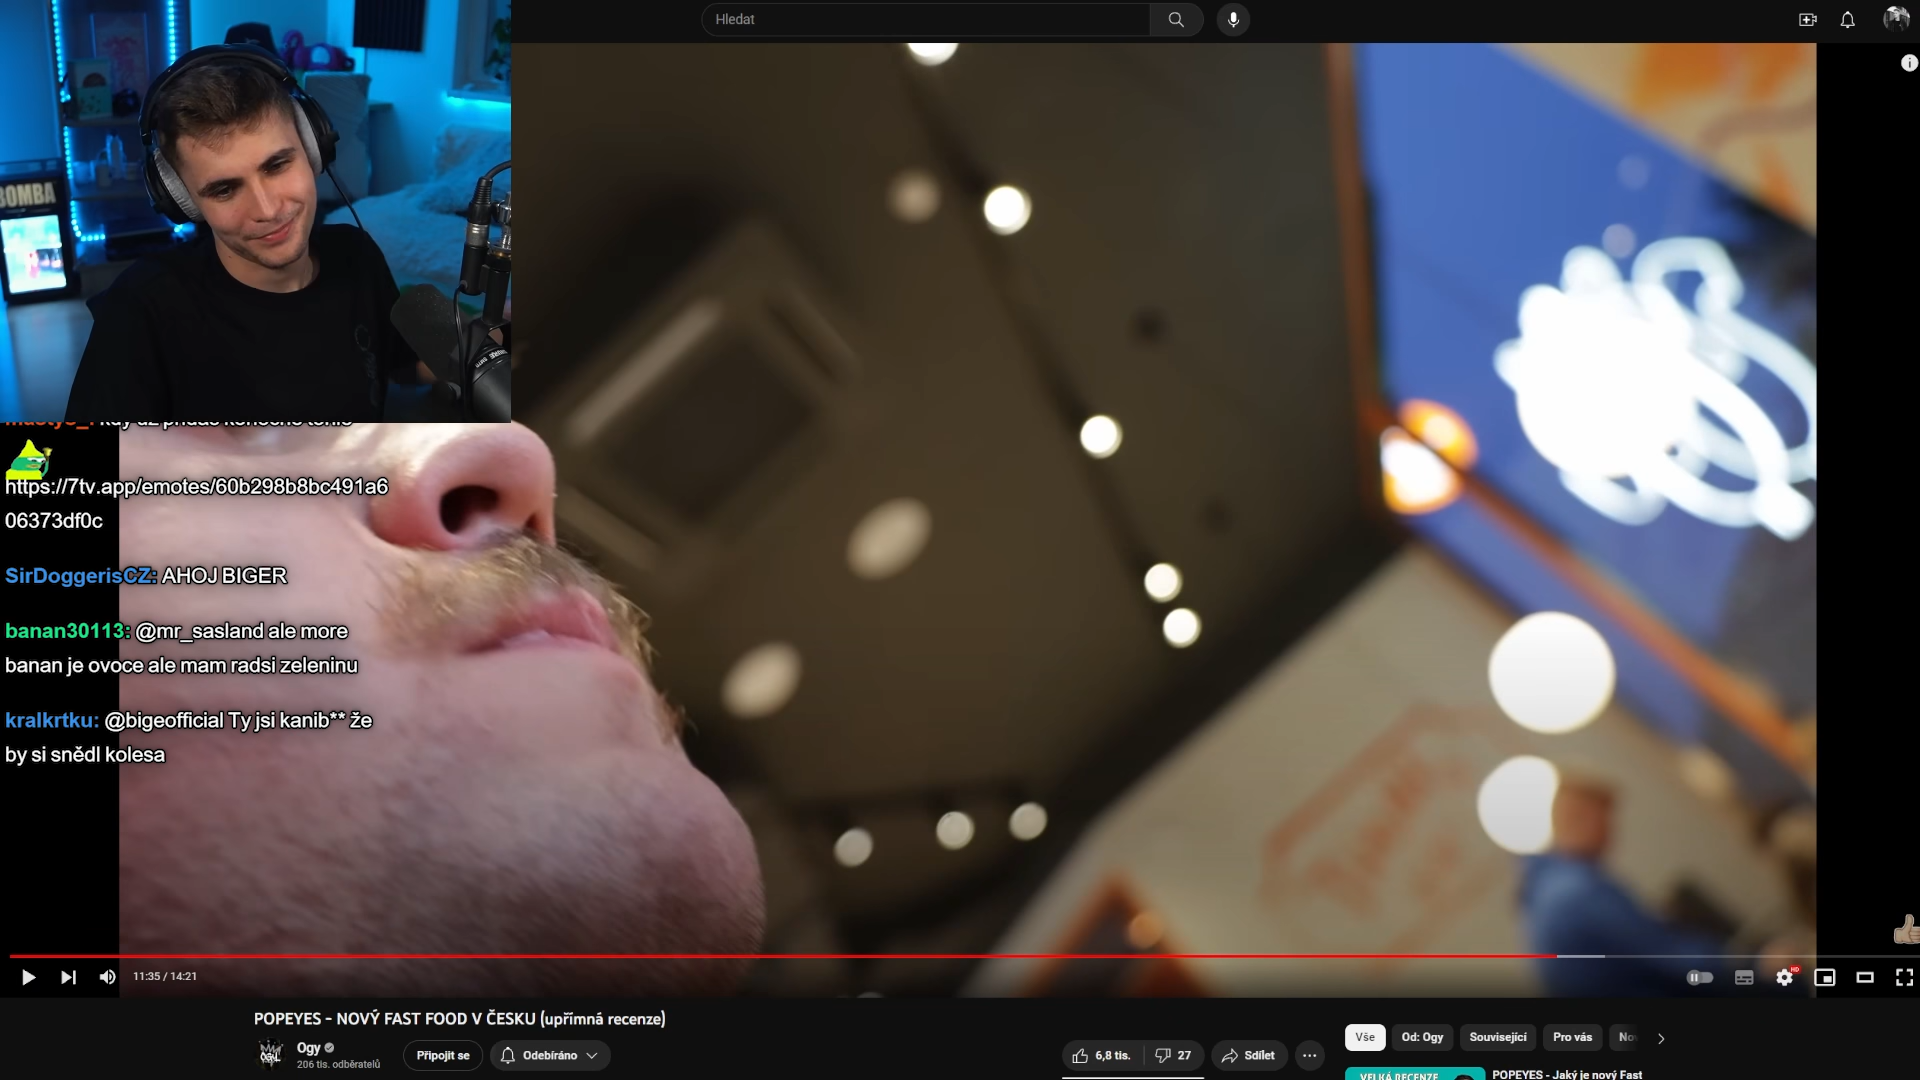 Hledat
BOMBA
https://7tv.app/emotes/60b298b8bc491a6
06373df0c
SirDoggerisCZ: AHOJ BIGER
banan30113: @mr_sasland ale more
banan je ovoce ale mam radsi zeleninu
kralkrtku: @bigeofficial Ty jsi kanib** že
by si snědl kolesa
11:35 / 14:21
HD
POPEYES - NOVÝ FAST FOOD V ČESKU (upřímná recenze)
Ogy
206 tis. odběratelů
Připojit se
Odebíráno
6,8 tis.
27
Sdílet
Vše
Od: Ogy
Související
Pro vás
VELKÁ RECENZE
POPEYES - Jaký je nový Fast